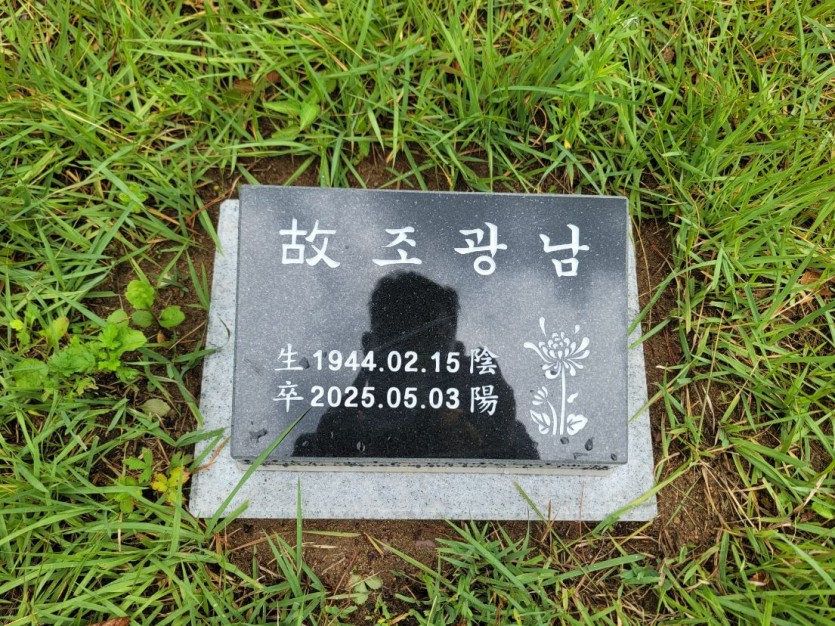 故 조 광 남
生 1944.02.15 陰
卒 2025.05.03 陽